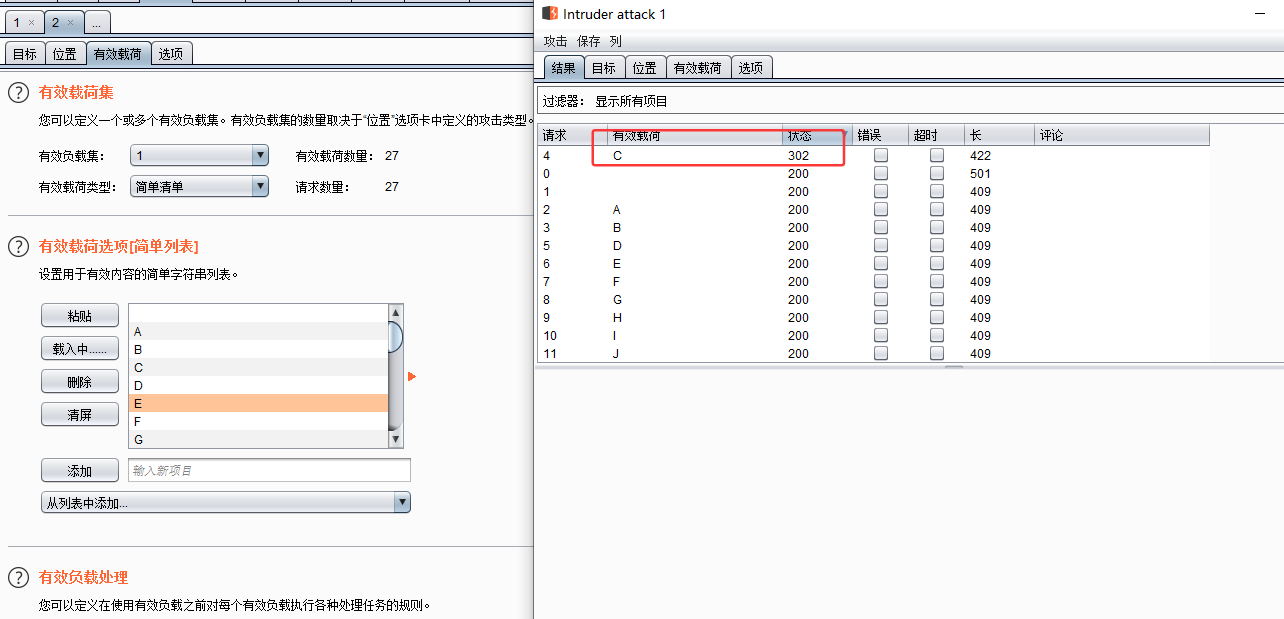 1 × 2 × ...
目标 位置 有效载荷 选项
? 有效载荷集
您可以定义一个或多个有效负载集。有效负载集的数量取决于“位置”选项卡中定义的攻击类型。
有效负载集： 1 有效载荷数量： 27
有效载荷类型： 简单清单 请求数量： 27
? 有效载荷选项[简单列表]
设置用于有效内容的简单字符串列表。
粘贴
载入中......
删除
清屏
A
B
C
D
E
F
G
添加 输入新项目
从列表中添加...
? 有效负载处理
您可以定义在使用有效负载之前对每个有效负载执行各种处理任务的规则。
Intruder attack 1
攻击 保存 列
结果 目标 位置 有效载荷 选项
过滤器： 显示所有项目
请求 有效载荷 状态 错误 超时 长 评论
4 C 302 422
0 200 501
1 200 409
2 A 200 409
3 B 200 409
5 D 200 409
6 E 200 409
7 F 200 409
8 G 200 409
9 H 200 409
10 I 200 409
11 J 200 409